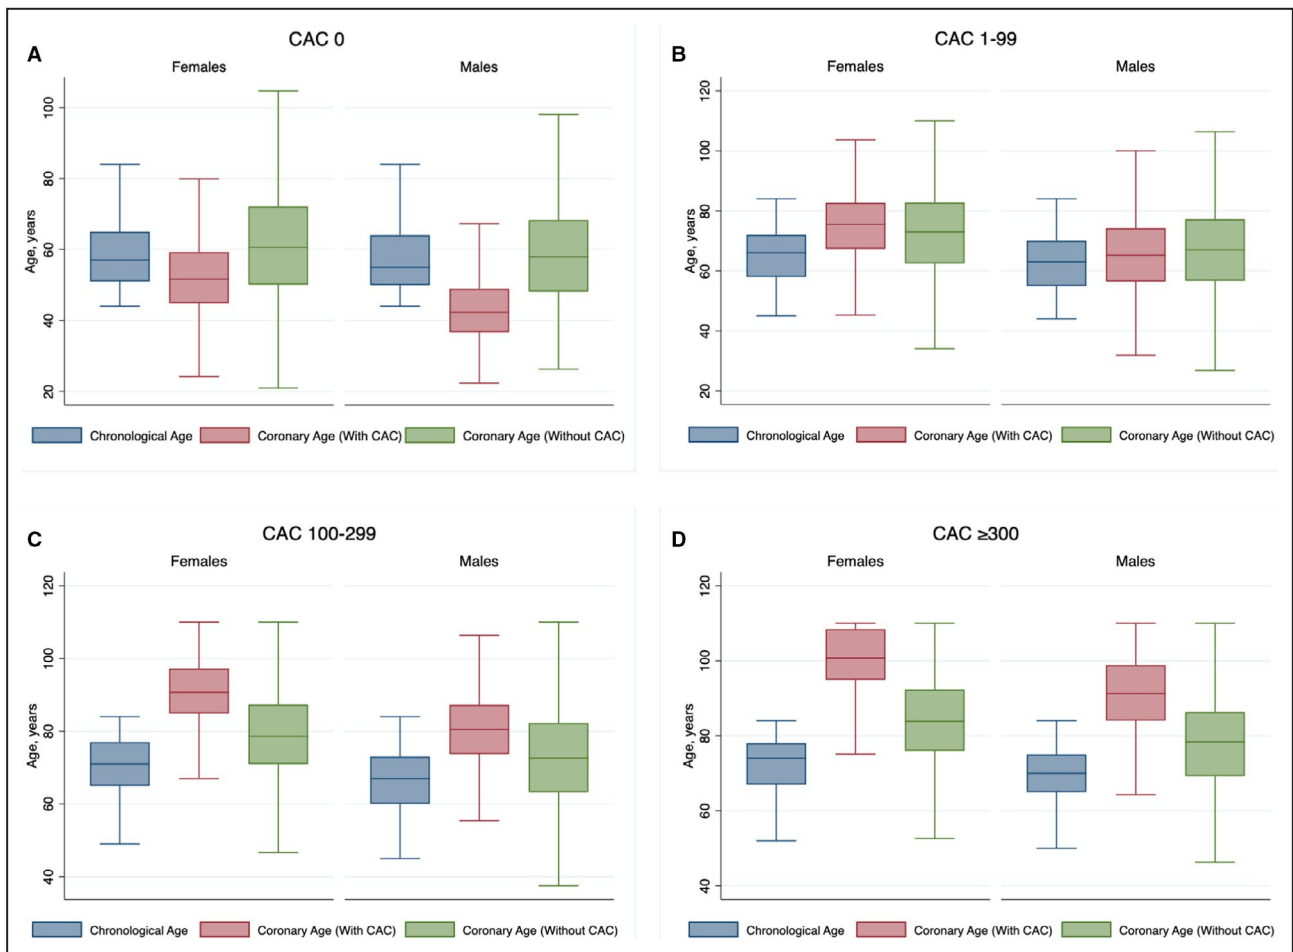 A
CAC 0
Females
Males
Age, years
100
80
60
40
20
Chronological Age
Coronary Age (With CAC)
Coronary Age (Without CAC)
B
CAC 1-99
Females
Males
Age, years
120
100
80
60
40
20
Chronological Age
Coronary Age (With CAC)
Coronary Age (Without CAC)
C
CAC 100-299
Females
Males
Age, years
120
100
80
60
40
Chronological Age
Coronary Age (With CAC)
Coronary Age (Without CAC)
D
CAC ≥300
Females
Males
Age, years
120
100
80
60
40
Chronological Age
Coronary Age (With CAC)
Coronary Age (Without CAC)